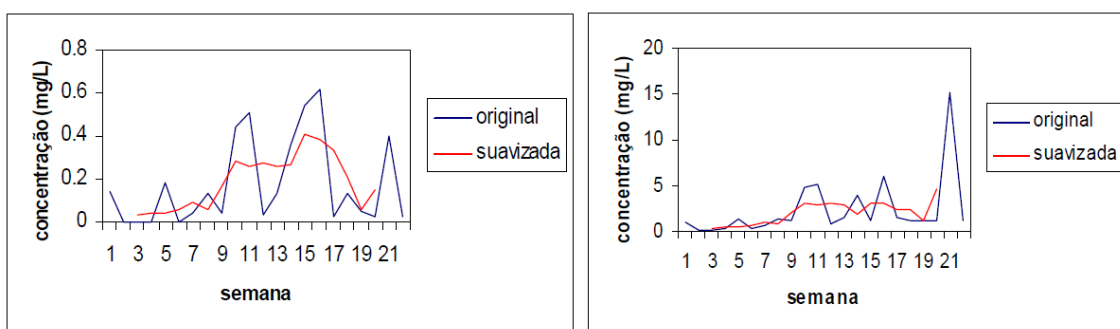 concentração (mg/L)
0.8
0.6
0.4
0.2
0
1 3 5 7 9 11 13 15 17 19 21
semana
original
suavizada
concentração (mg/L)
20
15
10
5
0
1 3 5 7 9 11 13 15 17 19 21
semana
original
suavizada